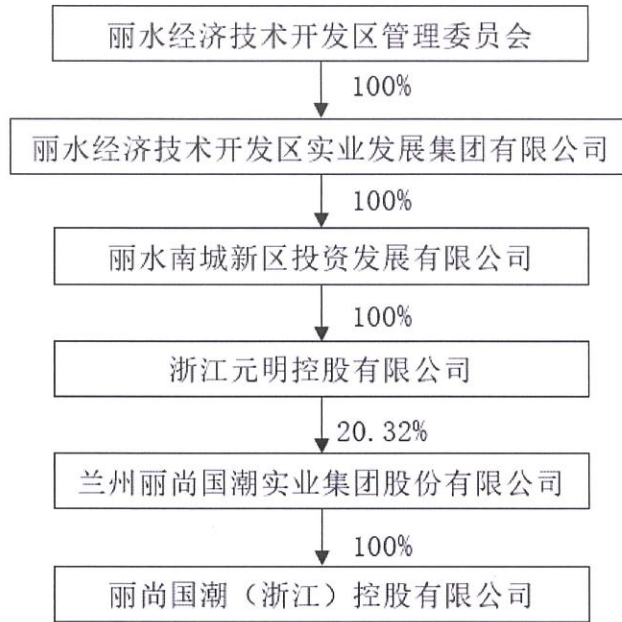 丽水经济技术开发区管理委员会
100%
丽水经济技术开发区实业发展集团有限公司
100%
丽水南城新区投资发展有限公司
100%
浙江元明控股有限公司
20.32%
兰州丽尚国潮实业集团股份有限公司
100%
丽尚国潮（浙江）控股有限公司